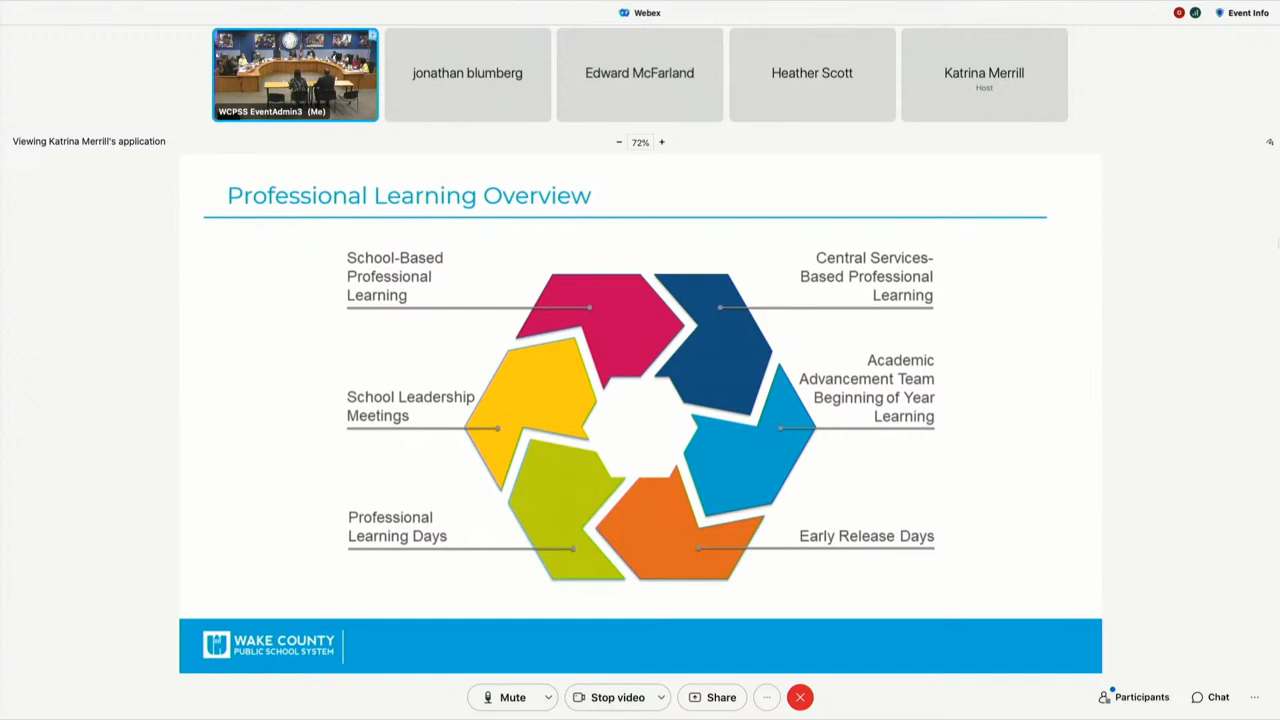 Webex
Event Info
WCPSS EventAdmin3 (Me)
jonathan blumberg
Edward McFarland
Heather Scott
Katrina Merrill
Host
Viewing Katrina Merrill's application
72%
Professional Learning Overview
School-Based
Professional
Learning
Central Services-
Based Professional
Learning
School Leadership
Meetings
Academic
Advancement Team
Beginning of Year
Learning
Professional
Learning Days
Early Release Days
WAKE COUNTY
PUBLIC SCHOOL SYSTEM
Mute
Stop video
Share
Participants
Chat